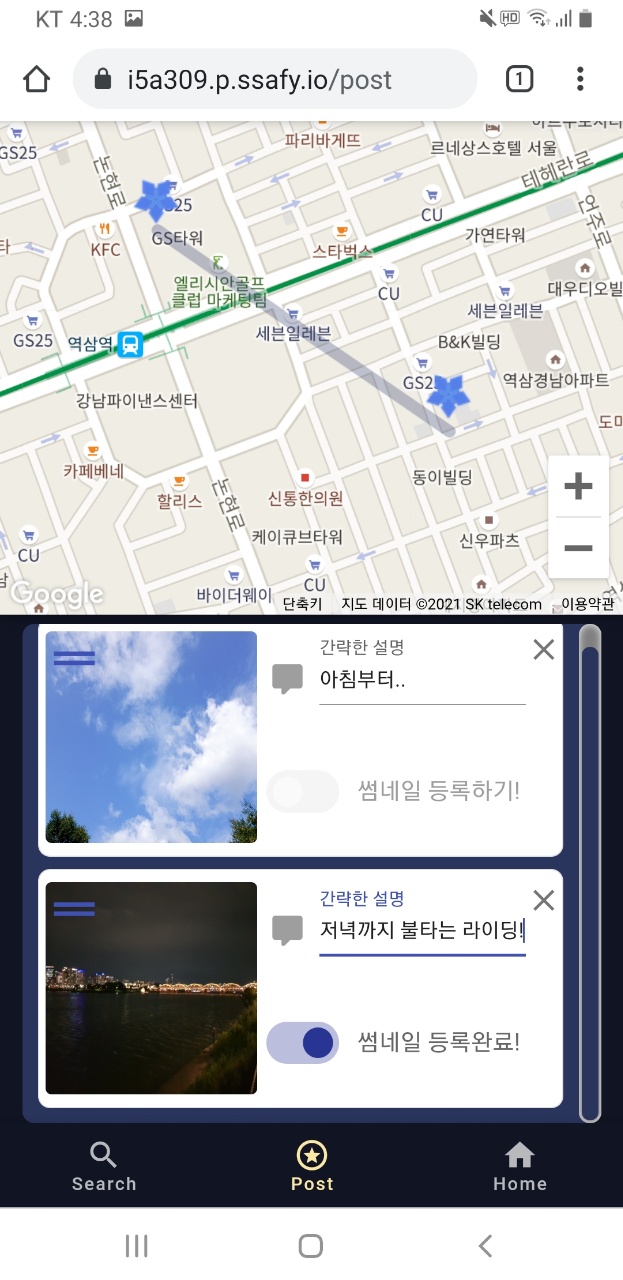 KT 4:38
HD
i5a309.p.ssafy.io/post
1
GS25
파리바게뜨
르네상스호텔 서울
테헤란로
논현로
언주로
CU
KFC
GS타워
스타벅스
가연타워
엘리시안골프
클럽 마케팅팀
CU
대우디오빌
세븐일레븐
세븐일레븐
GS25
역삼역
B&K빌딩
역삼경남아파트
강남파이낸스센터
카페베네
할리스
논현로
신통한의원
동이빌딩
케이큐브타워
신우파츠
CU
바이더웨이
CU
Google
단축키
지도 데이터 ©2021 SK telecom
이용약관
간략한 설명
아침부터..
썸네일 등록하기!
간략한 설명
저녁까지 불타는 라이딩!
썸네일 등록완료!
Search
Post
Home